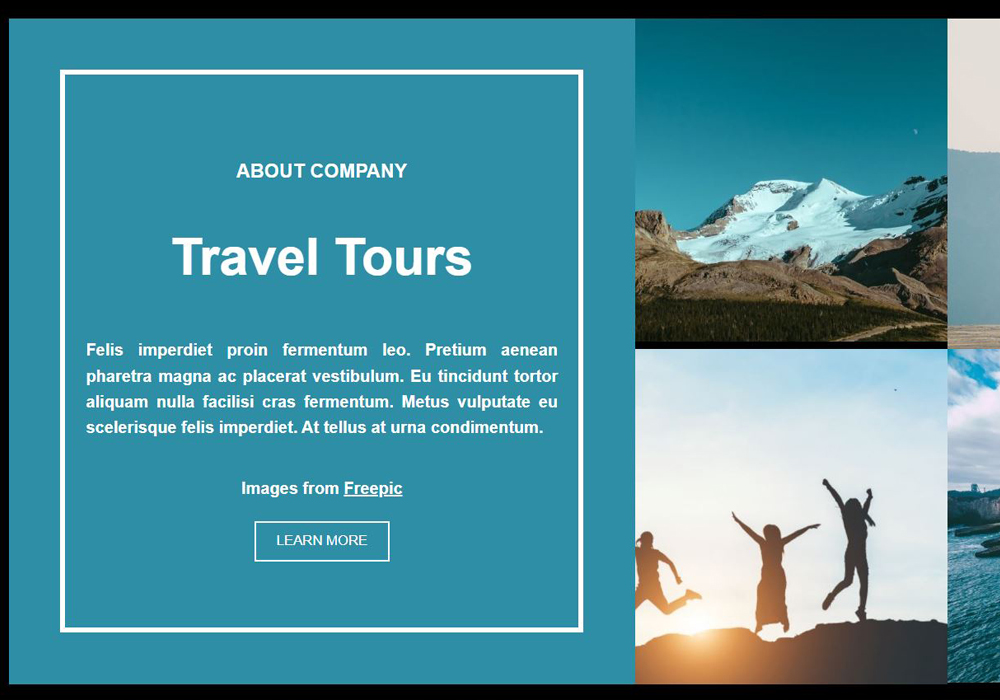 ABOUT COMPANY
Travel Tours
Felis imperdiet proin fermentum leo. Pretium aenean
pharetra magna ac placerat vestibulum. Eu tincidunt tortor
aliquam nulla facilisi cras fermentum. Metus vulputate eu
scelerisque felis imperdiet. At tellus at urna condimentum.
Images from Freepic
LEARN MORE